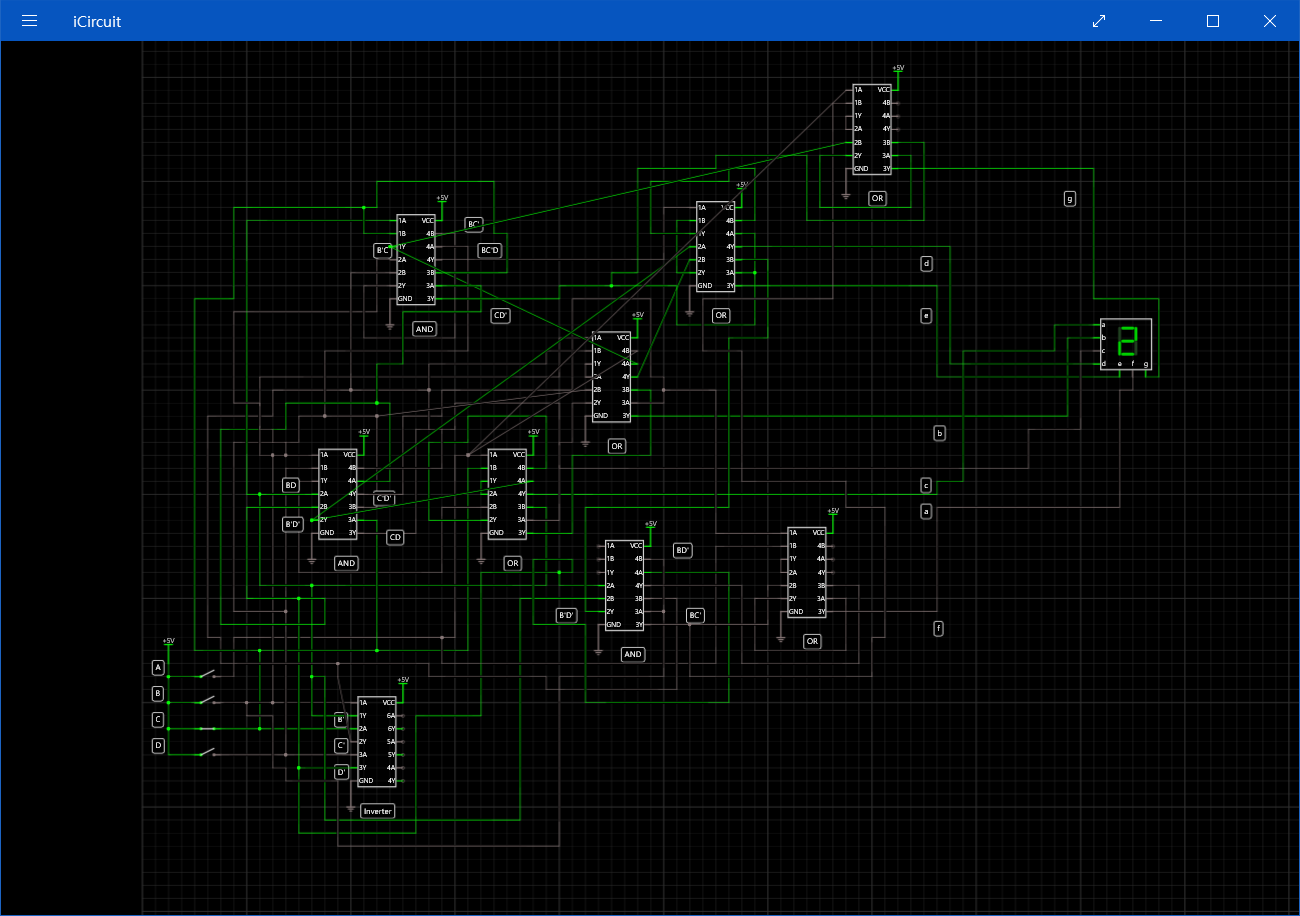 iCircuit
+5V
1A VCC
1B 4B
1Y 4A
2A 4Y
2B 3B
2Y 3A
GND 3Y
OR
g
+5V
1A VCC
1B 4B
1Y 4A
2A 4Y
2B 3B
2Y 3A
GND 3Y
OR
d
e
+5V
1A VCC
1B 4B
1Y 4A
2A 4Y
2B 3B
2Y 3A
GND 3Y
B'C
BC'
BC'D
CD'
AND
+5V
1A VCC
1B 4B
1Y 4A
2A 4Y
2B 3B
2Y 3A
GND 3Y
OR
a
b
c
d e f g
b
c
a
+5V
1A VCC
1B 4B
1Y 4A
2A 4Y
2B 3B
2Y 3A
GND 3Y
BD
B'D'
C'D'
CD
AND
+5V
1A VCC
1B 4B
1Y 4A
2A 4Y
2B 3B
2Y 3A
GND 3Y
OR
+5V
1A VCC
1B 4B
1Y 4A
2A 4Y
2B 3B
2Y 3A
GND 3Y
BD'
B'D'
BC'
AND
+5V
1A VCC
1B 4B
1Y 4A
2A 4Y
2B 3B
2Y 3A
GND 3Y
OR
f
+5V
A
B
C
D
+5V
1A VCC
1Y 6A
2A 6Y
2Y 5A
3A 5Y
3Y 4A
GND 4Y
B'
C'
D'
Inverter
2